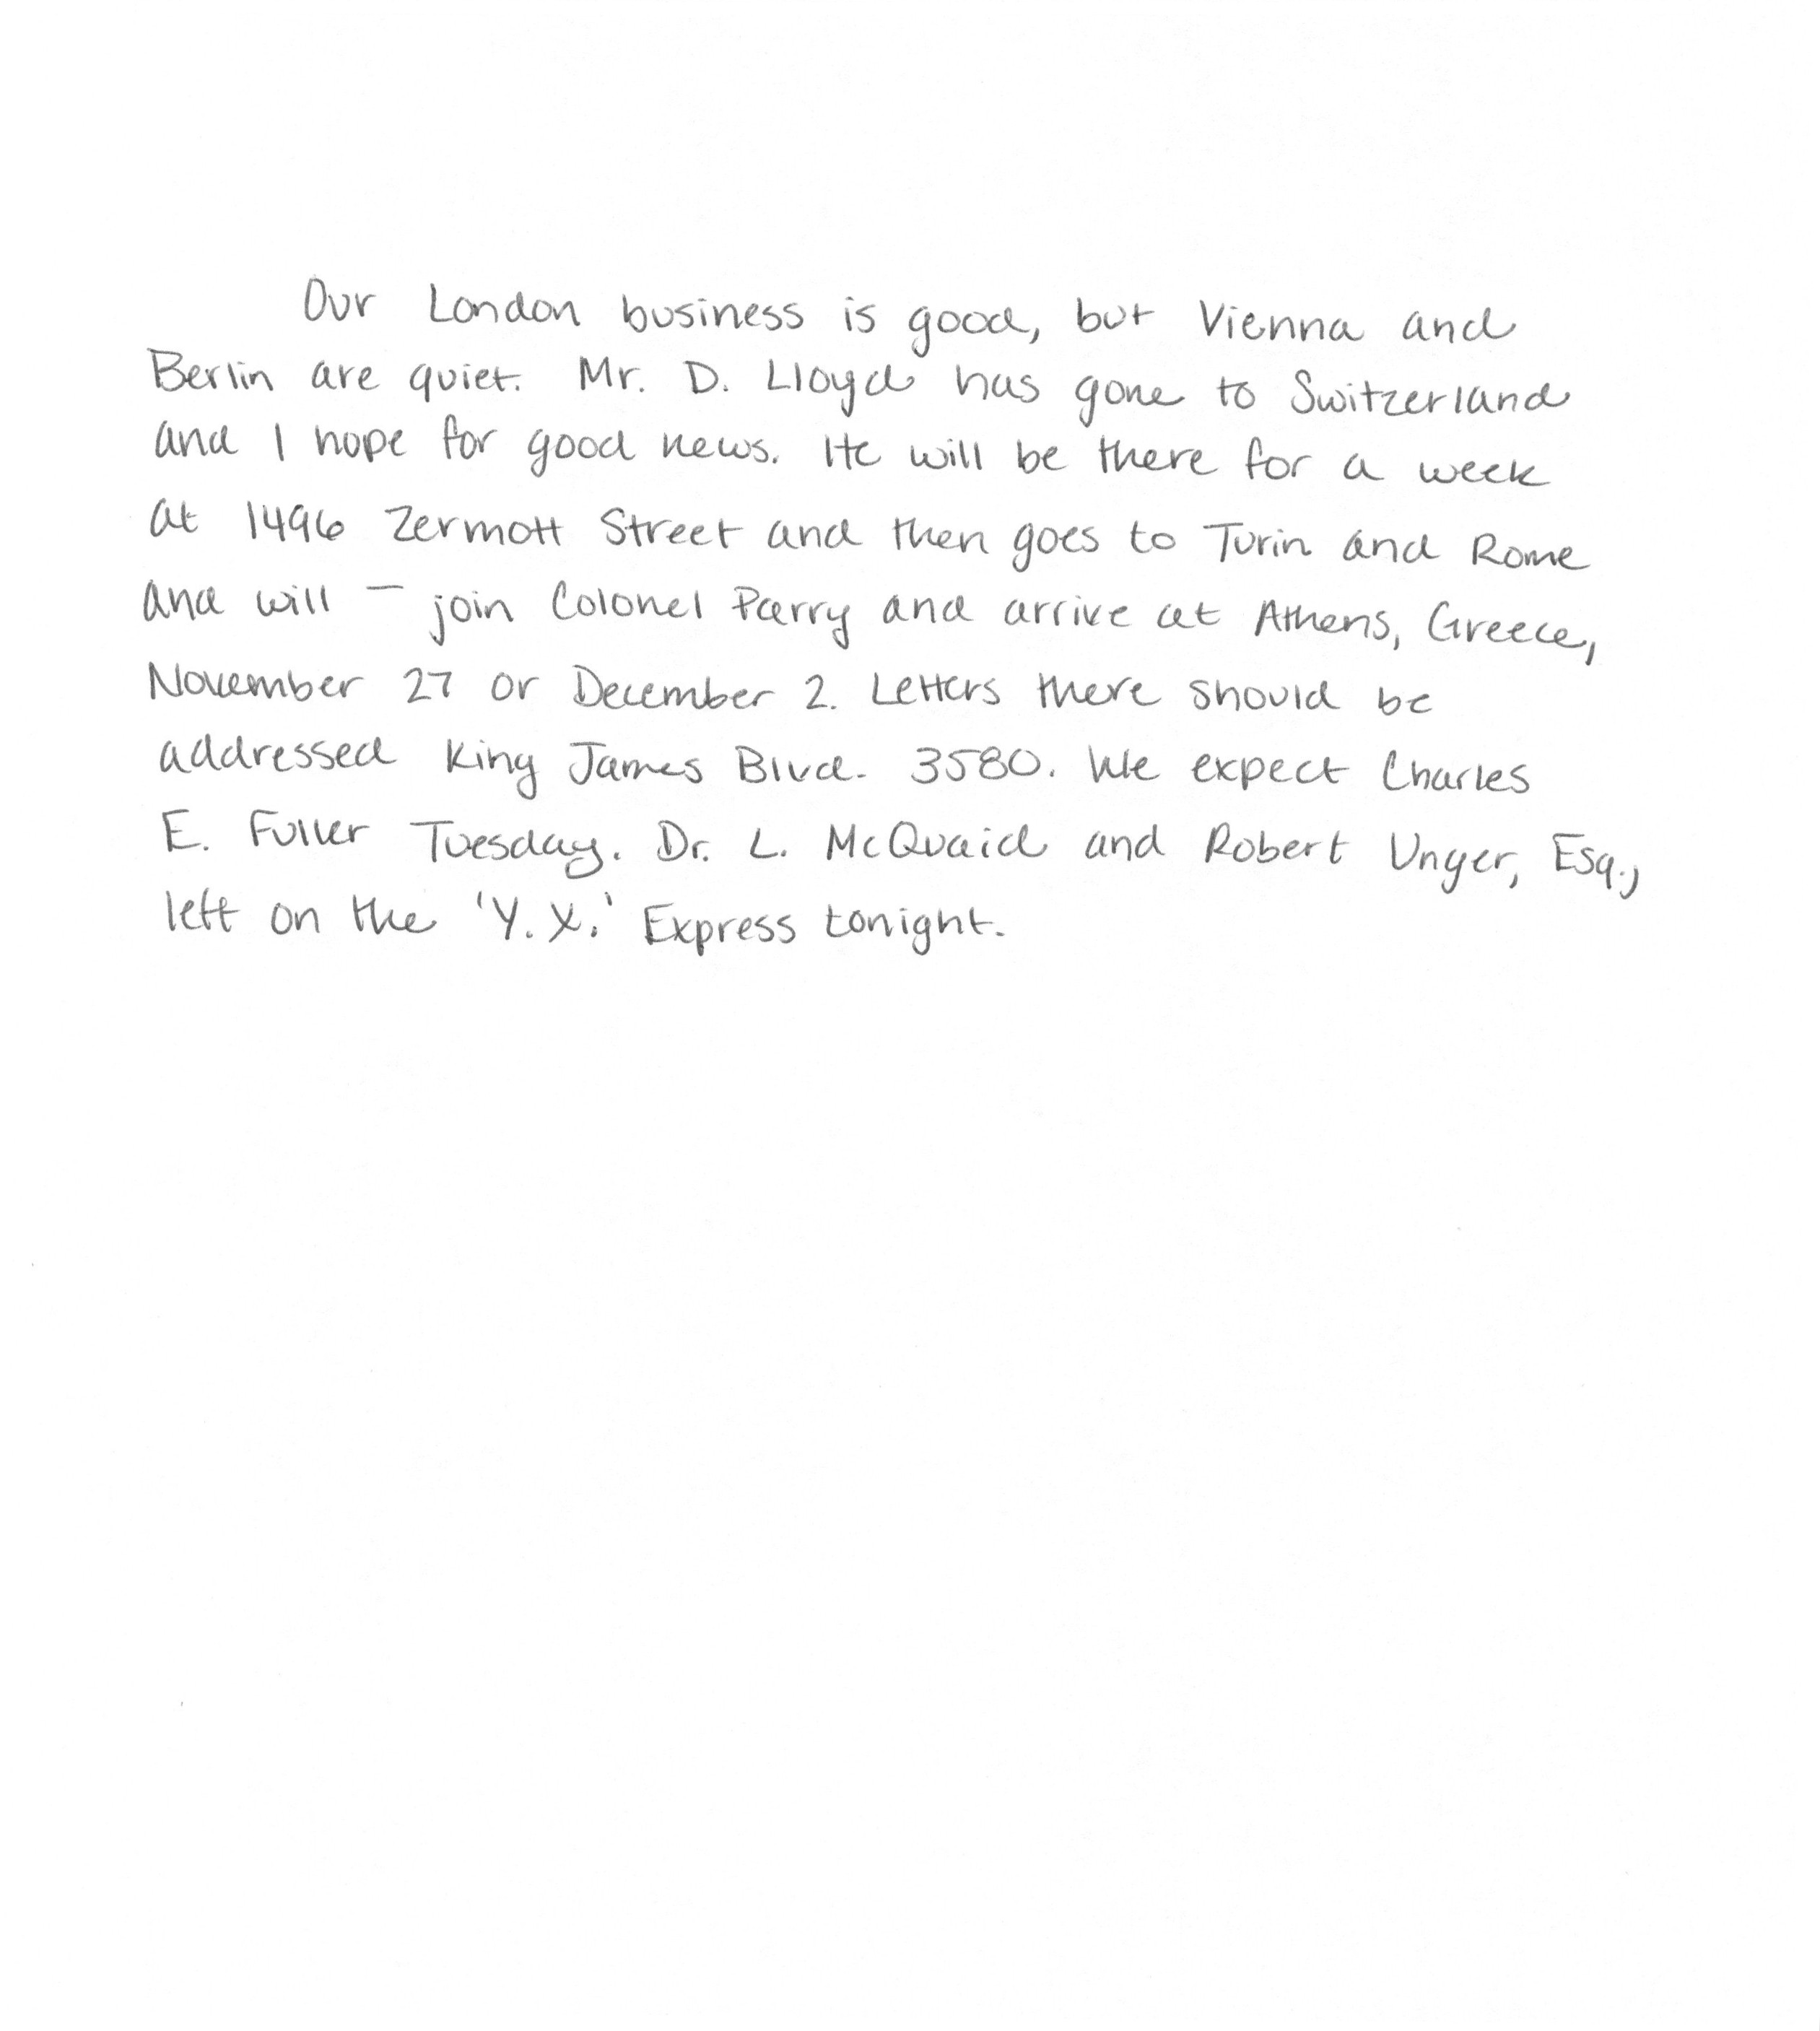 Our London business is good, but Vienna and
Berlin are quiet. Mr. D. Lloyd has gone to Switzerland
and I hope for good news. He will be there for a week
at 1496 Zermott Street and then goes to Turin and Rome
and will — join Colonel Parry and arrive at Athens, Greece,
November 27 or December 2. Letters there should be
addressed King James Blvd. 3580. We expect Charles
E. Fuller Tuesday. Dr. L. McQuaid and Robert Unger, Esq.,
left on the 'Y.X.' Express tonight.